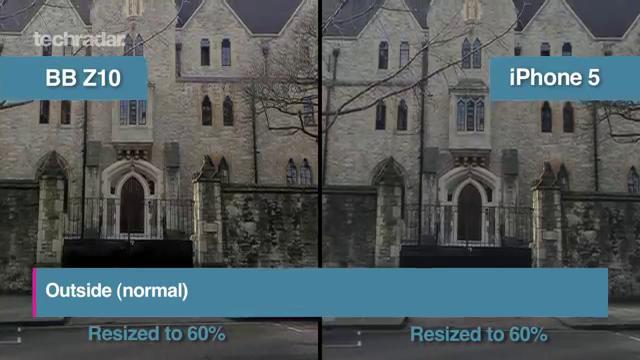 techradar.
BB Z10
iPhone 5
Outside (normal)
Resized to 60%
Resized to 60%